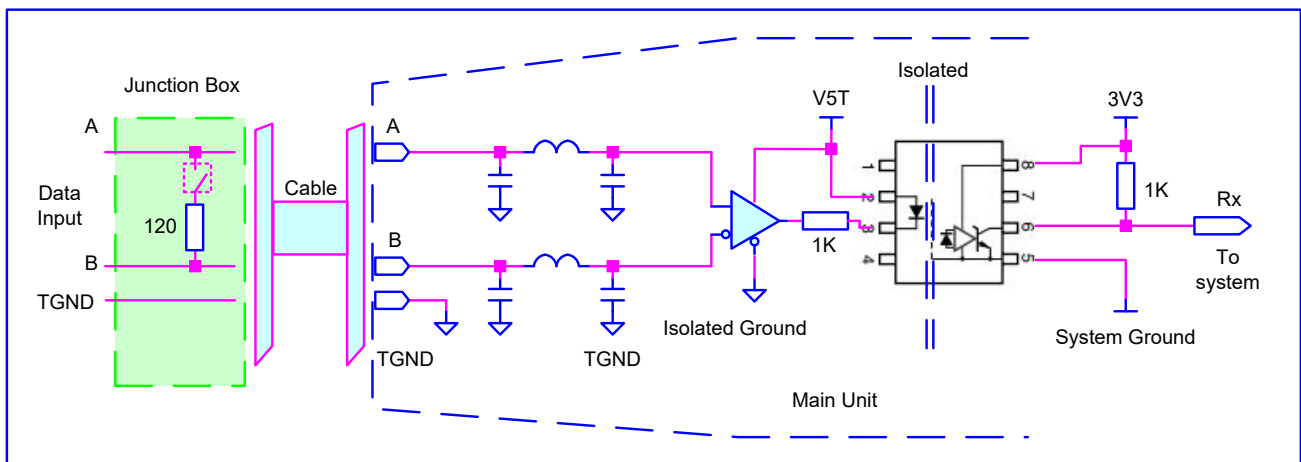 Junction Box
A
Data
Input
120
B
TGND
Cable
A
B
TGND
TGND
Isolated Ground
V5T
1K
Isolated
1
2
3
4
8
7
6
5
3V3
1K
Rx
To
system
System Ground
Main Unit